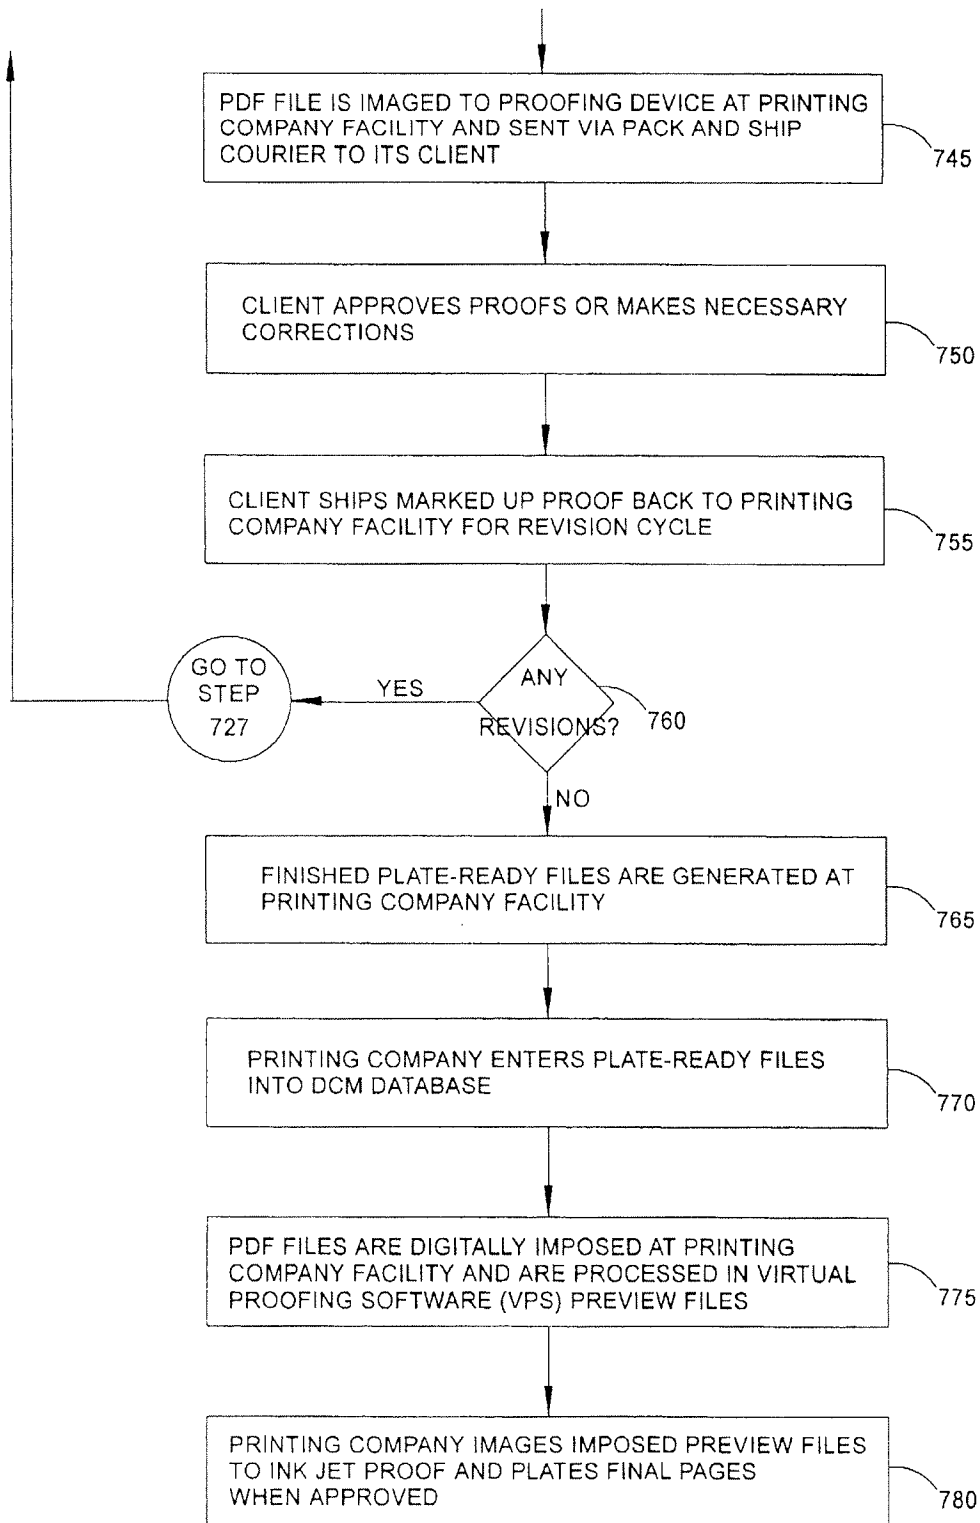 PDF FILE IS IMAGED TO PROOFING DEVICE AT PRINTING
COMPANY FACILITY AND SENT VIA PACK AND SHIP
COURIER TO ITS CLIENT
745
CLIENT APPROVES PROOFS OR MAKES NECESSARY
CORRECTIONS
750
CLIENT SHIPS MARKED UP PROOF BACK TO PRINTING
COMPANY FACILITY FOR REVISION CYCLE
755
GO TO
STEP
727
YES
ANY
REVISIONS?
760
NO
FINISHED PLATE-READY FILES ARE GENERATED AT
PRINTING COMPANY FACILITY
765
PRINTING COMPANY ENTERS PLATE-READY FILES
INTO DCM DATABASE
770
PDF FILES ARE DIGITALLY IMPOSED AT PRINTING
COMPANY FACILITY AND ARE PROCESSED IN VIRTUAL
PROOFING SOFTWARE (VPS) PREVIEW FILES
775
PRINTING COMPANY IMAGES IMPOSED PREVIEW FILES
TO INK JET PROOF AND PLATES FINAL PAGES
WHEN APPROVED
780